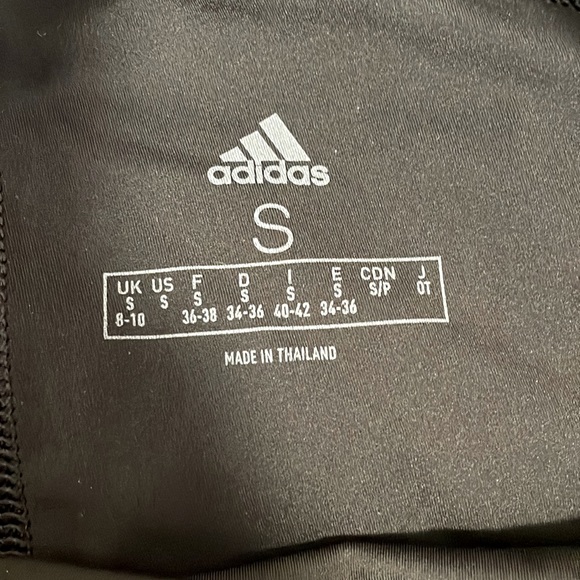 adidas
S
UK US F D I E CDN J
S S S S S S S/P OT
8-10 36-38 34-36 40-42 34-36
MADE IN THAILAND